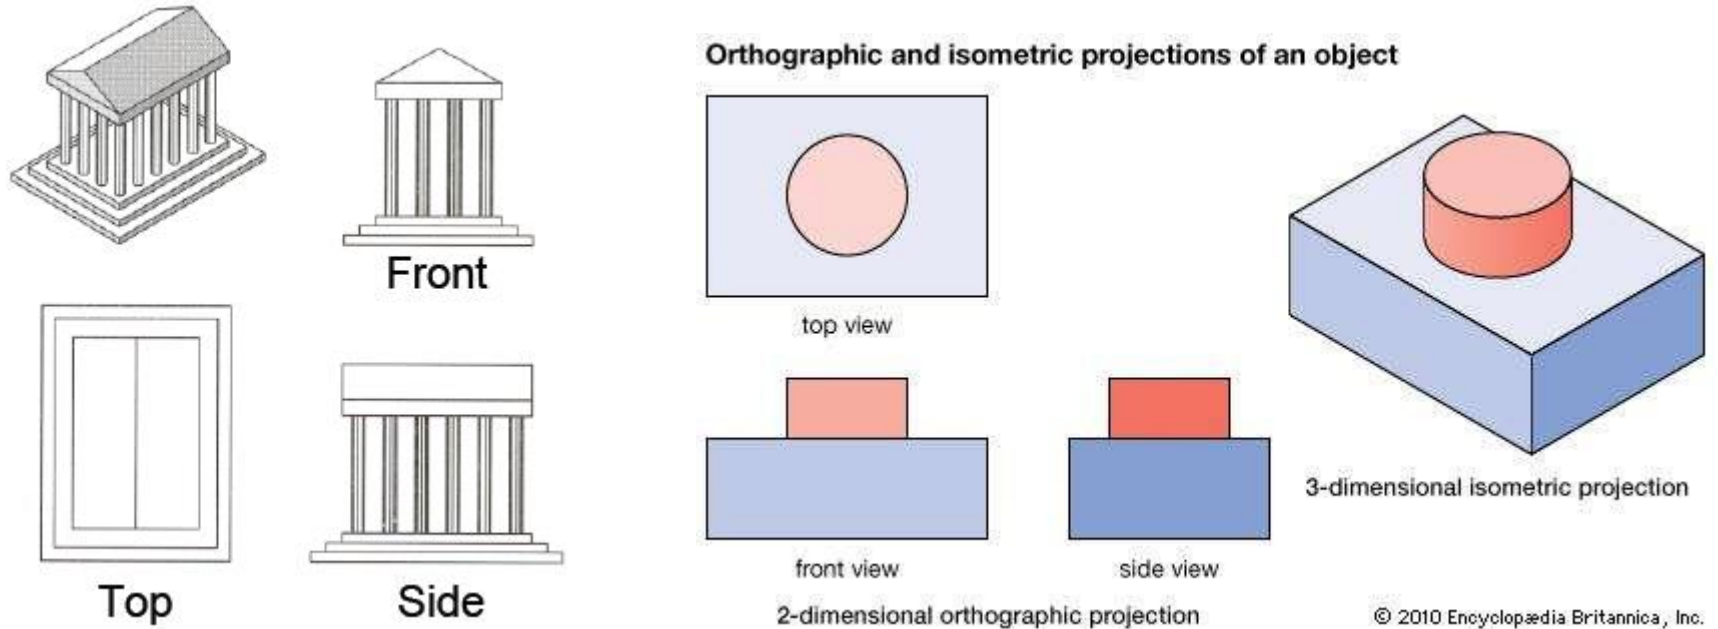 Front
Top
Side
Orthographic and isometric projections of an object
top view
front view
side view
2-dimensional orthographic projection
3-dimensional isometric projection
© 2010 Encyclopædia Britannica, Inc.